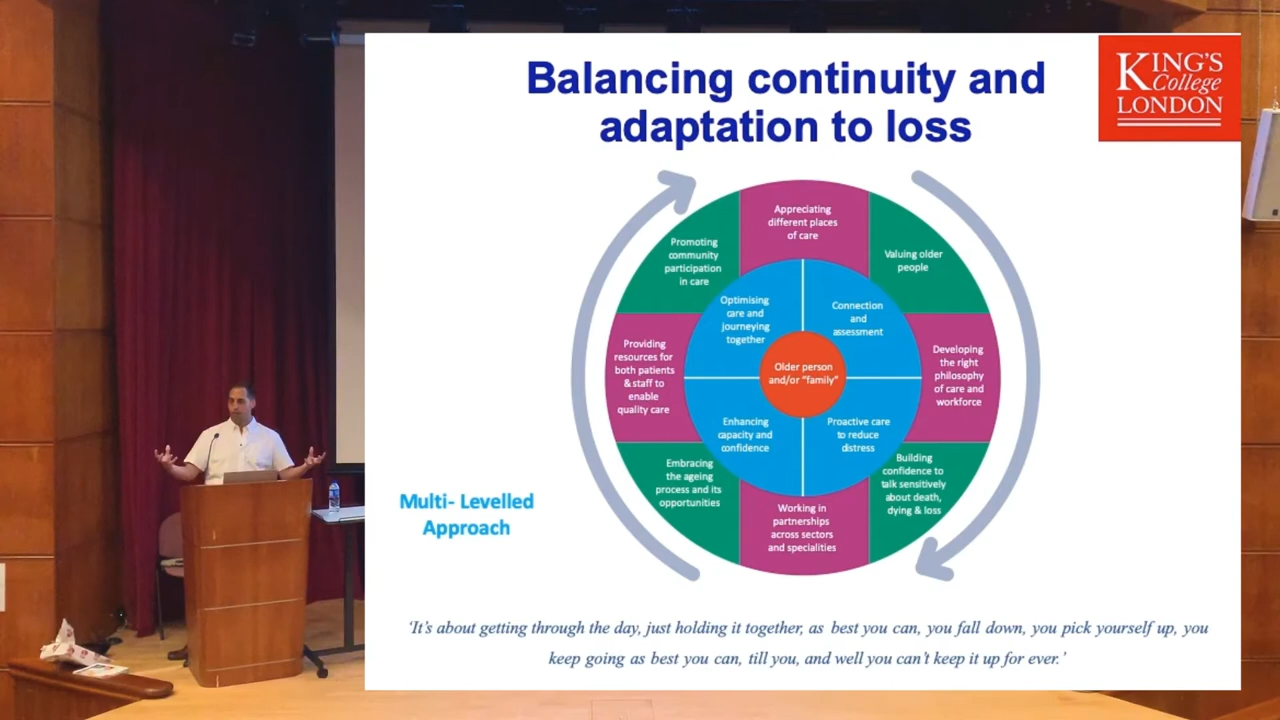 Balancing continuity and
adaptation to loss
KING'S
College
LONDON
Appreciating
different places
of care
Promoting
community
participation
in care
Valuing older
people
Optimising
care and
journeying
together
Connection
and
assessment
Providing
resources for
both patients
& staff to
enable
quality care
Older person
and/or "family"
Developing
the right
philosophy
of care and
workforce
Enhancing
capacity and
confidence
Proactive care
to reduce
distress
Embracing
the ageing
process and its
opportunities
Building
confidence to
talk sensitively
about death,
dying & loss
Working in
partnerships
across sectors
and specialities
Multi- Levelled
Approach
‘It’s about getting through the day, just holding it together, as best you can, you fall down, you pick yourself up, you
keep going as best you can, till you, and well you can’t keep it up for ever.’